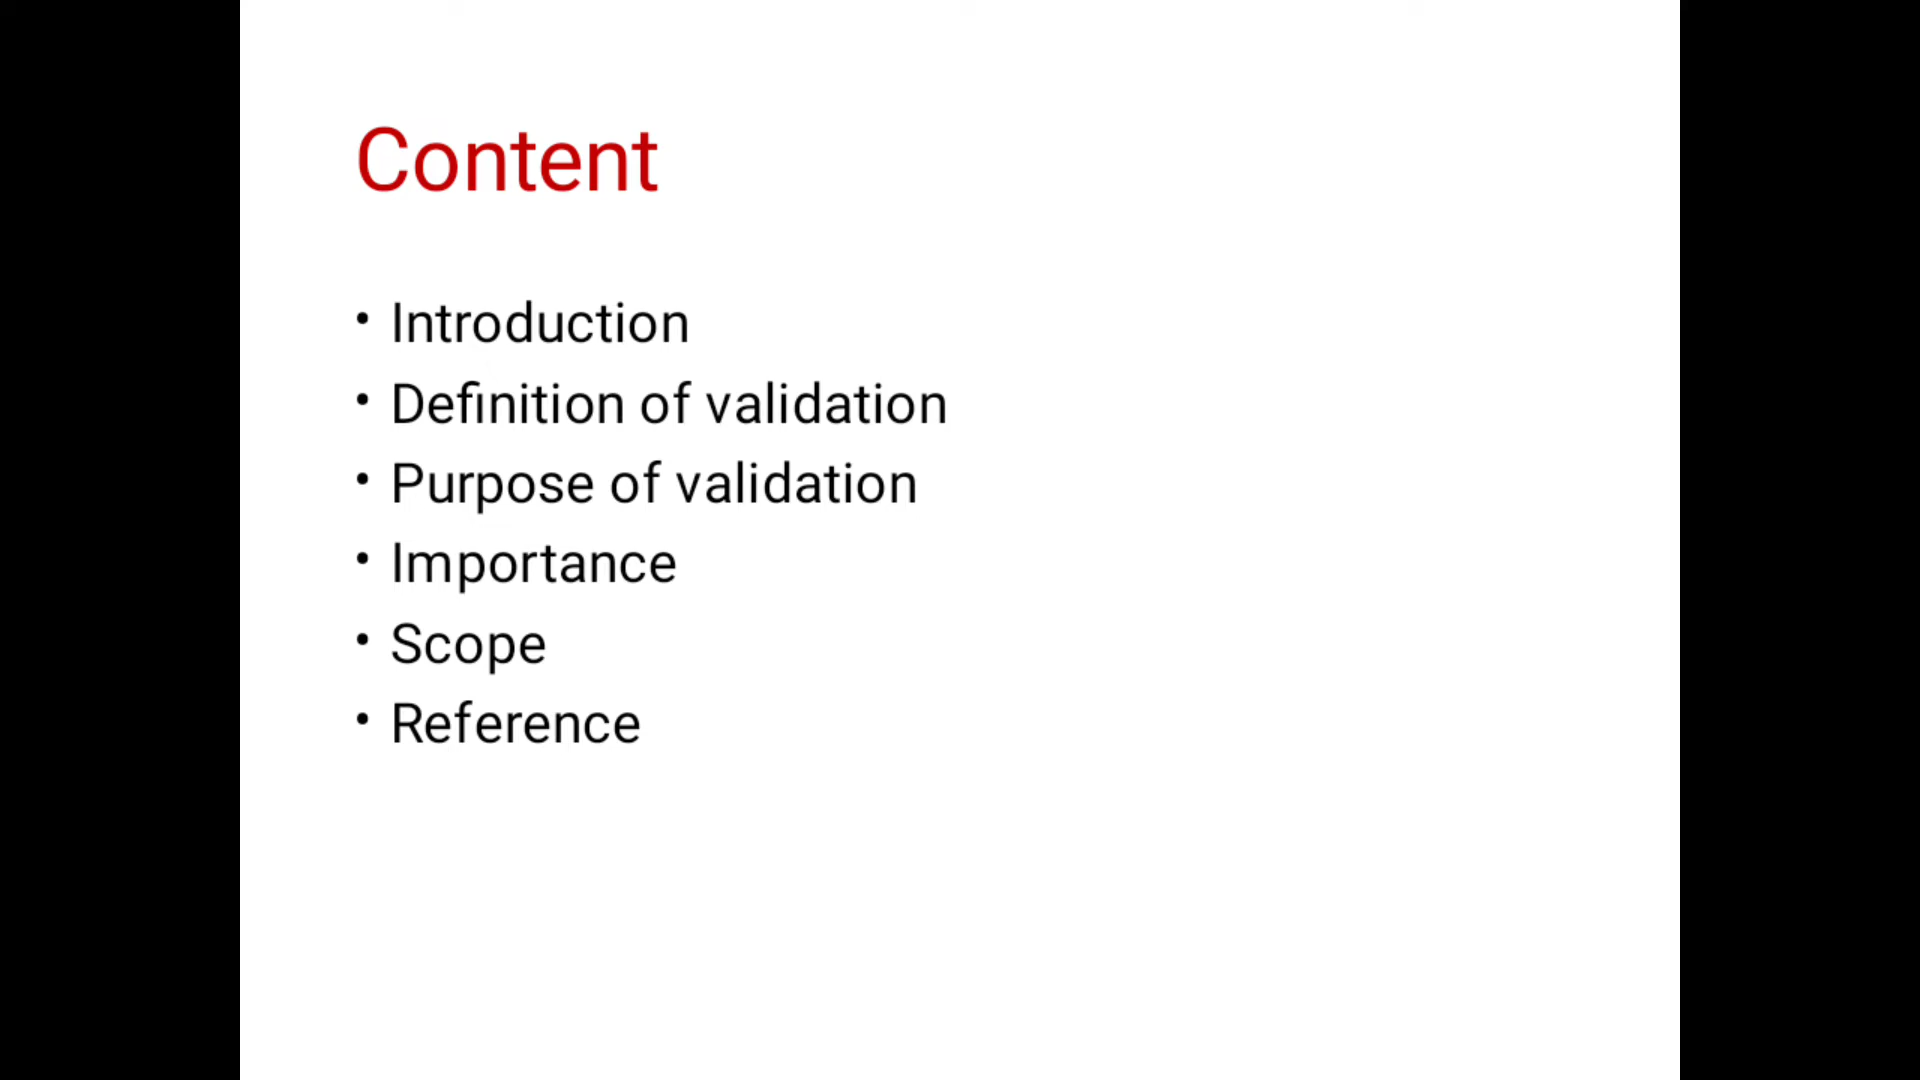 Content
• Introduction
• Definition of validation
• Purpose of validation
• Importance
• Scope
• Reference